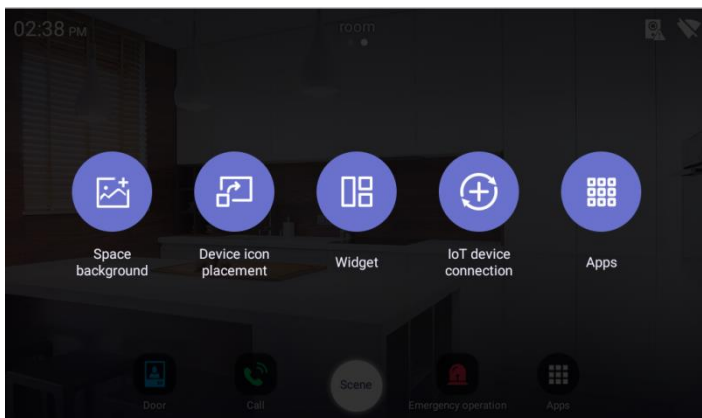 02:38 PM
room
Space
background
Device icon
placement
Widget
IoT device
connection
Apps
Door
Call
Scene
Emergency operation
Apps